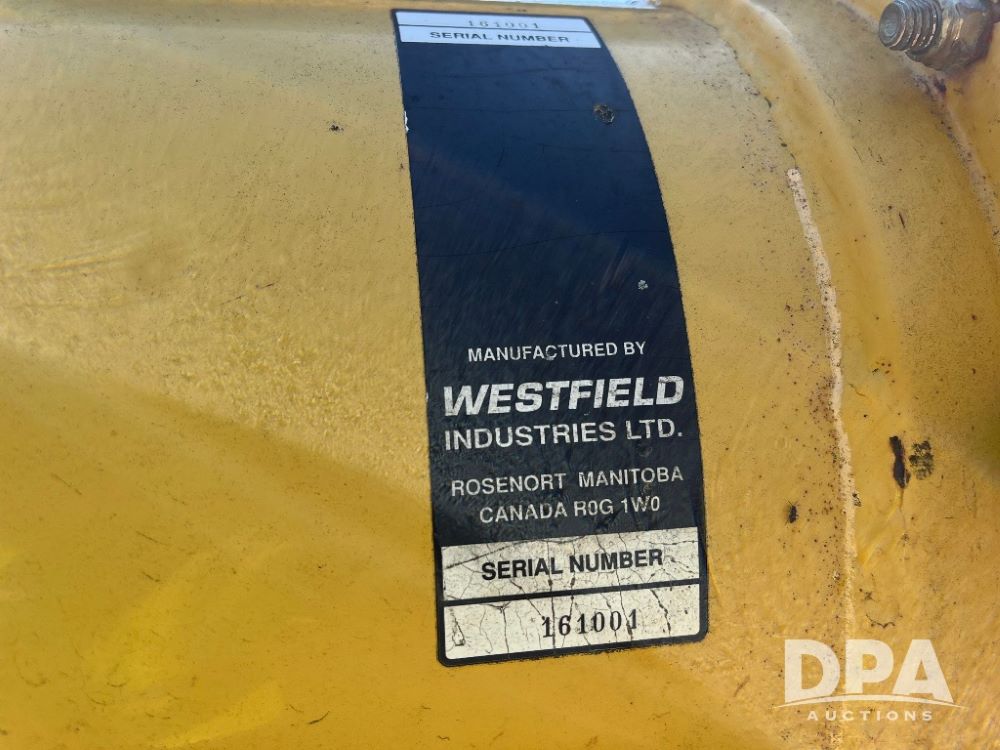 161001
SERIAL NUMBER
MANUFACTURED BY
WESTFIELD
INDUSTRIES LTD.
ROSENORT MANITOBA
CANADA R0G 1W0
SERIAL NUMBER
161001
DPA
AUCTIONS